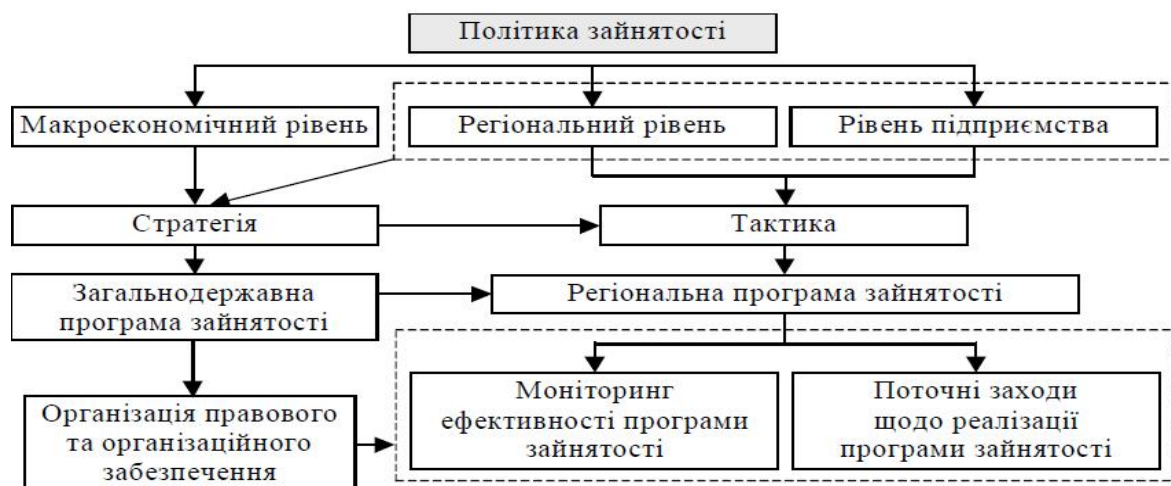 Політика зайнятості
Макроекономічний рівень
Регіональний рівень
Рівень підприємства
Стратегія
Тактика
Загальнодержавна
програма зайнятості
Регіональна програма зайнятості
Організація правового
та організаційного
забезпечення
Моніторинг
ефективності програми
зайнятості
Поточні заходи
щодо реалізації
програми зайнятості